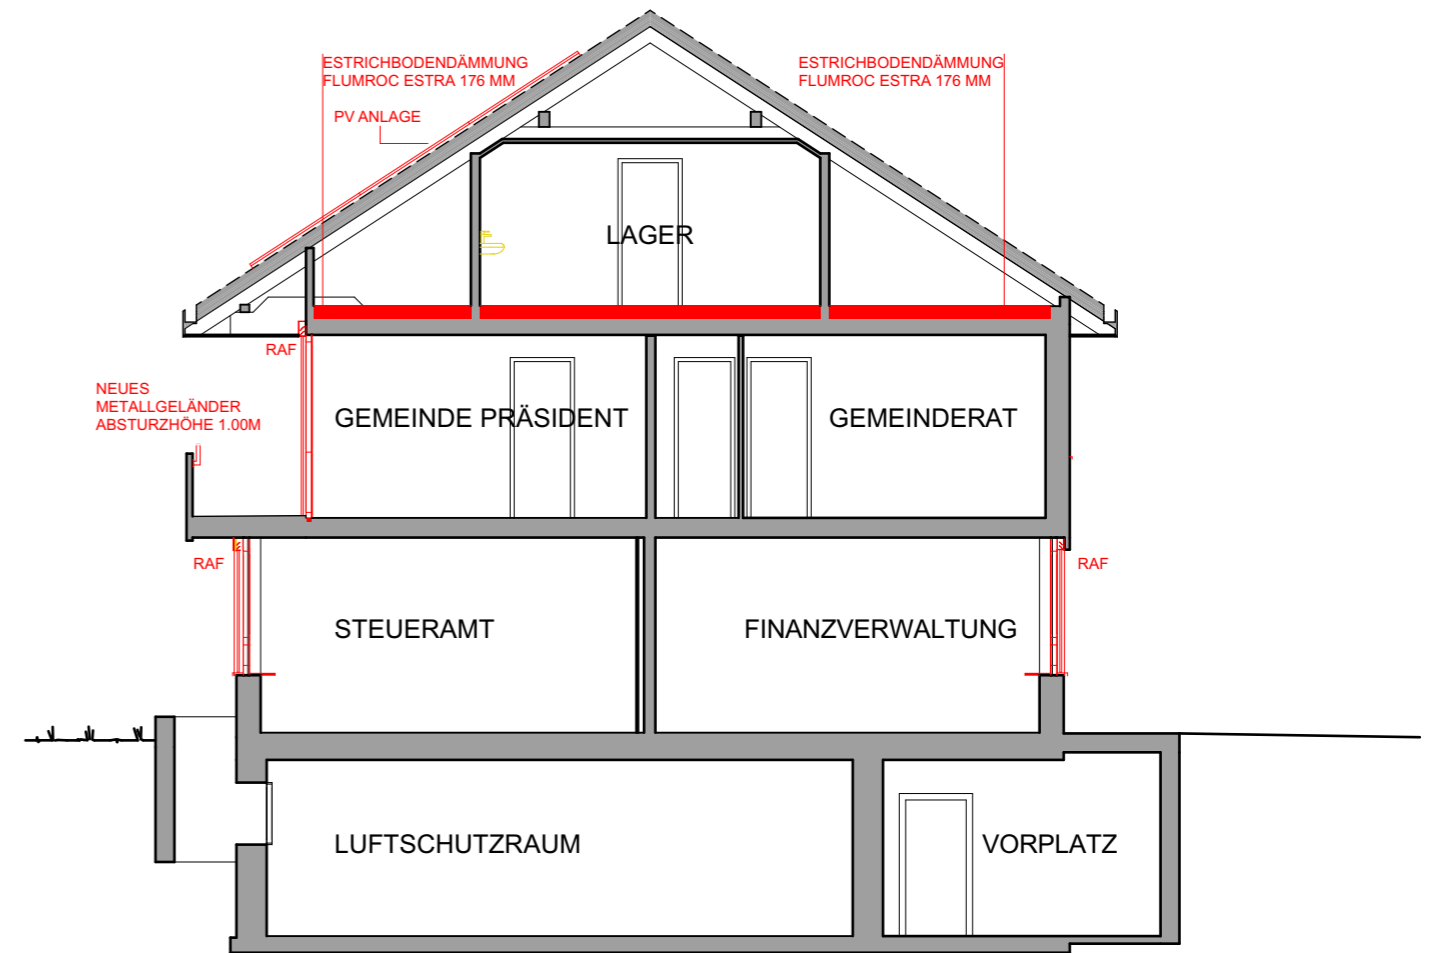 ESTRICHBODENDÄMMUNG
FLUMROC ESTRA 176 MM
ESTRICHBODENDÄMMUNG
FLUMROC ESTRA 176 MM
PV ANLAGE
LAGER
RAF
NEUES
METALLGELÄNDER
ABSTURZHÖHE 1.00M
GEMEINDE PRÄSIDENT
GEMEINDERAT
RAF
RAF
STEUERAMT
FINANZVERWALTUNG
LUFTSCHUTZRAUM
VORPLATZ